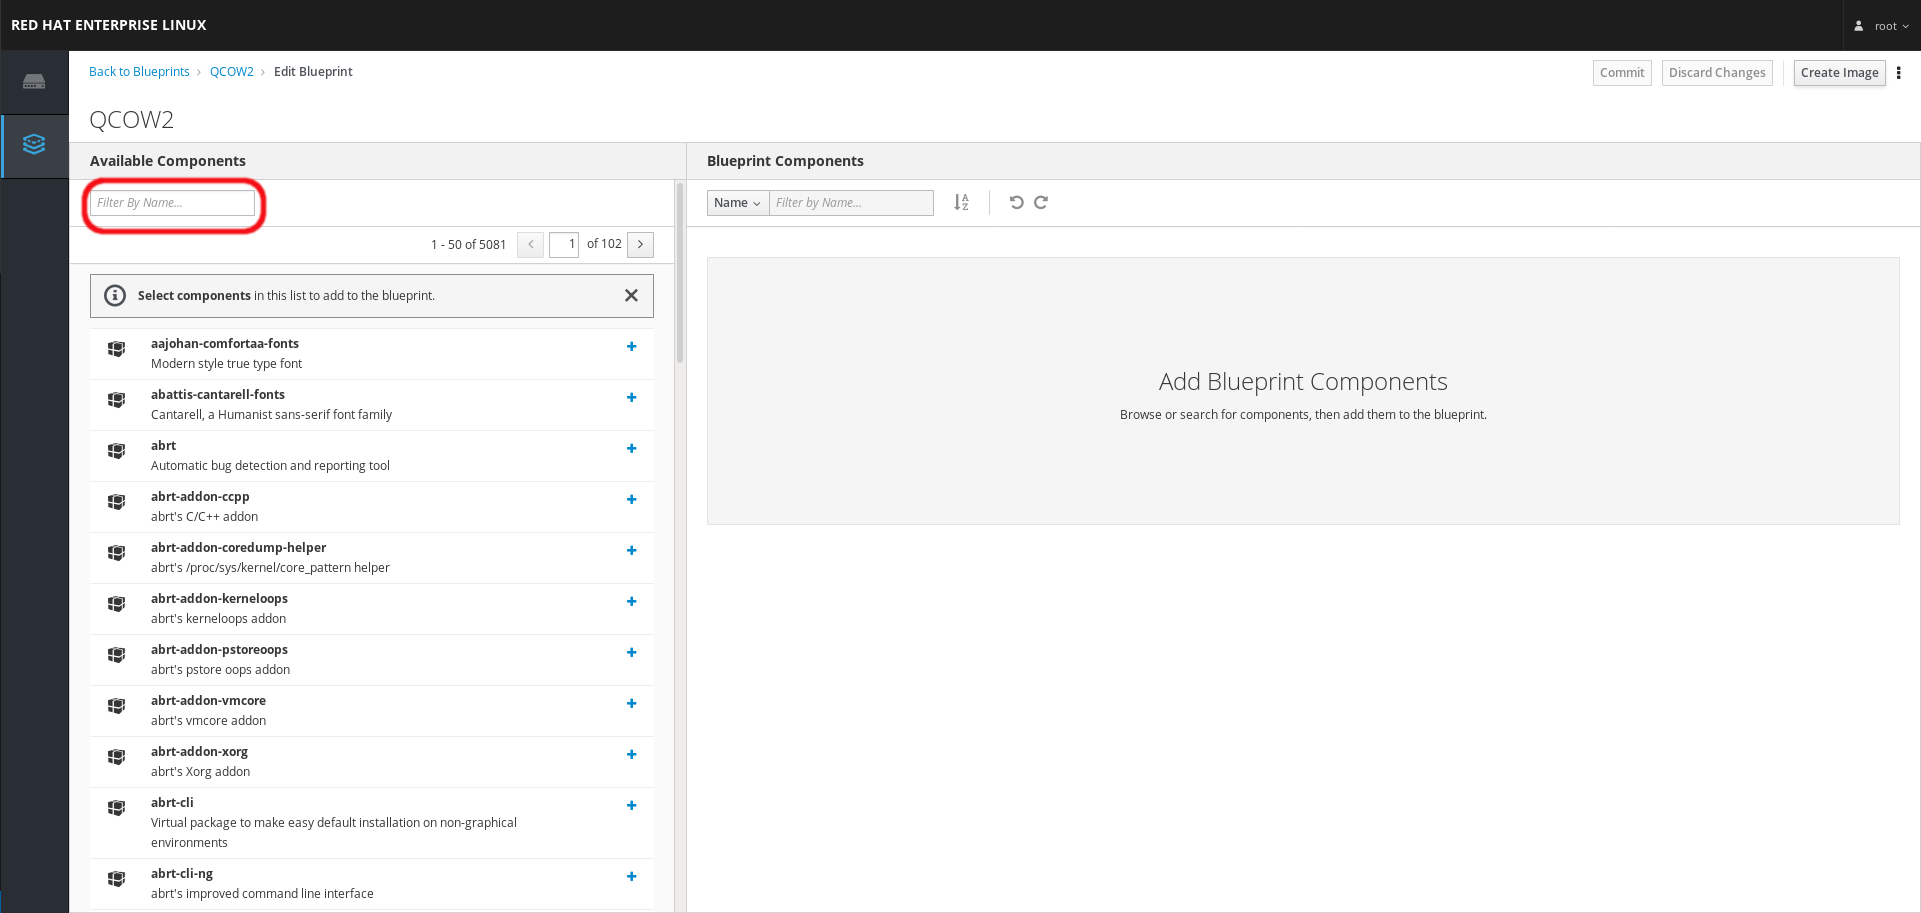 RED HAT ENTERPRISE LINUX
root
Back to Blueprints > QCOW2 > Edit Blueprint
Commit
Discard Changes
Create Image
QCOW2
Available Components
Filter By Name...
1 - 50 of 5081
1 of 102
Select components in this list to add to the blueprint.
aajohan-comfortaa-fonts
Modern style true type font
abattis-cantarell-fonts
Cantarell, a Humanist sans-serif font family
abrt
Automatic bug detection and reporting tool
abrt-addon-ccpp
abrt's C/C++ addon
abrt-addon-coredump-helper
abrt's /proc/sys/kernel/core_pattern helper
abrt-addon-kerneloops
abrt's kerneloops addon
abrt-addon-pstoreoops
abrt's pstore oops addon
abrt-addon-vmcore
abrt's vmcore addon
abrt-addon-xorg
abrt's Xorg addon
abrt-cli
Virtual package to make easy default installation on non-graphical
environments
abrt-cli-ng
abrt's improved command line interface
Blueprint Components
Name
Filter by Name...
Add Blueprint Components
Browse or search for components, then add them to the blueprint.